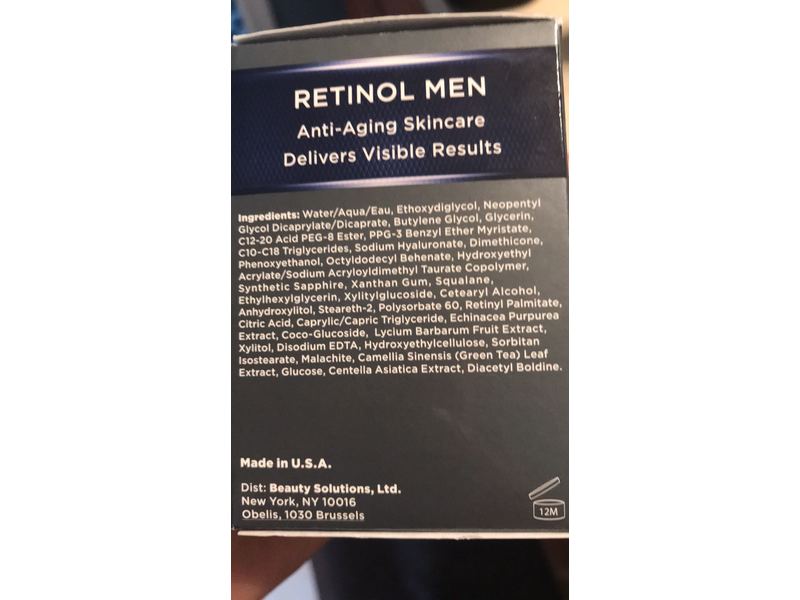 RETINOL MEN
Anti-Aging Skincare
Delivers Visible Results
Ingredients: Water/Aqua/Eau, Ethoxydiglycol, Neopentyl
Glycol Dicaprylate/Dicaprate, Butylene Glycol, Glycerin,
C12-20 Acid PEG-8 Ester, PPG-3 Benzyl Ether Myristate,
C10-C18 Triglycerides, Sodium Hyaluronate, Dimethicone,
Phenoxyethanol, Octyldodecyl Behenate, Hydroxyethyl
Acrylate/Sodium Acryloyldimethyl Taurate Copolymer,
Synthetic Sapphire, Xanthan Gum, Squalane,
Ethylhexylglycerin, Xylitylglucoside, Cetearyl Alcohol,
Anhydroxylitol, Steareth-2, Polysorbate 60, Retinyl Palmitate,
Citric Acid, Caprylic/Capric Triglyceride, Echinacea Purpurea
Extract, Coco-Glucoside, Lycium Barbarum Fruit Extract,
Xylitol, Disodium EDTA, Hydroxyethylcellulose, Sorbitan
Isostearate, Malachite, Camellia Sinensis (Green Tea) Leaf
Extract, Glucose, Centella Asiatica Extract, Diacetyl Boldine.
Made in U.S.A.
Dist: Beauty Solutions, Ltd.
New York, NY 10016
Obelis, 1030 Brussels
12M